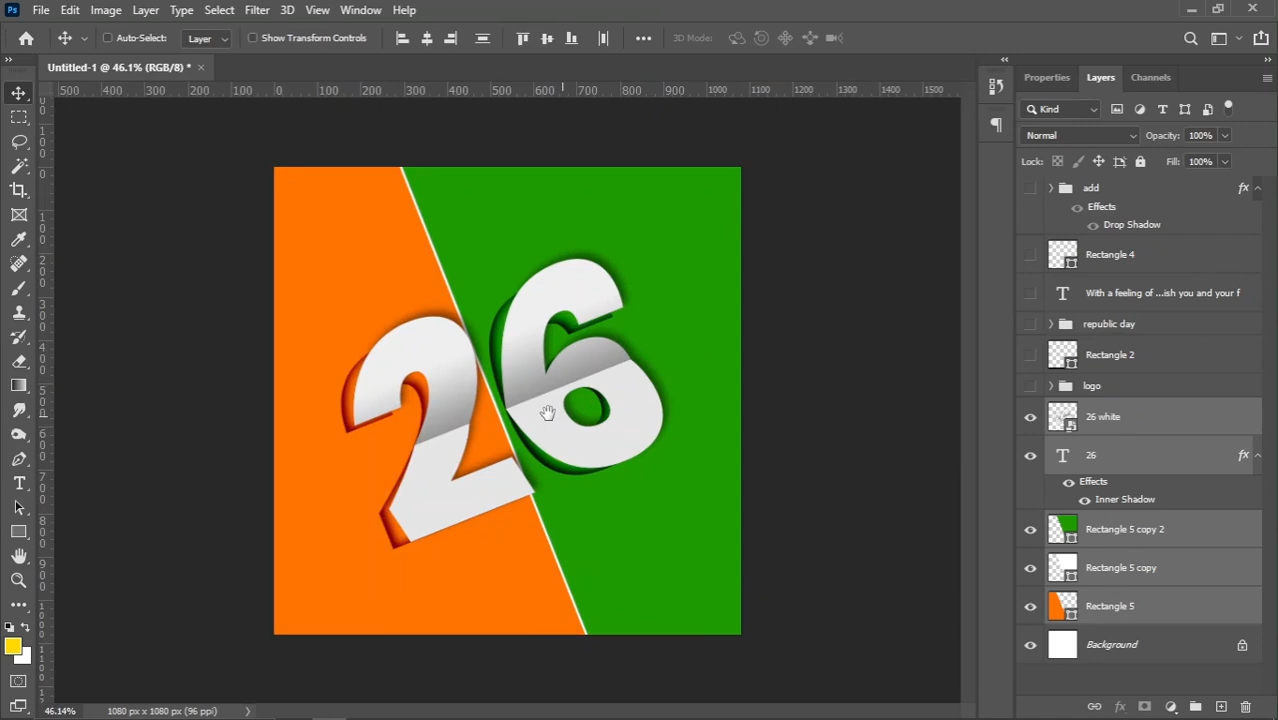 Ps File Edit Image Layer Type Select Filter 3D View Window Help
Auto-Select: Layer Show Transform Controls 3D Mode:
Untitled-1 @ 46.1% (RGB/8) *
500 400 300 200 100 0 100 200 300 400 500 600 700 800 900 1000 1100 1200 1300 1400 1500
26
Properties Layers Channels
Kind
Normal Opacity: 100%
Lock: Fill: 100%
add fx
Effects
Drop Shadow
Rectangle 4
With a feeling of ...ish you and your f
republic day
Rectangle 2
logo
26 white
26 fx
Effects
Inner Shadow
Rectangle 5 copy 2
Rectangle 5 copy
Rectangle 5
Background
46.14% 1080 px x 1080 px (96 ppi)
fx